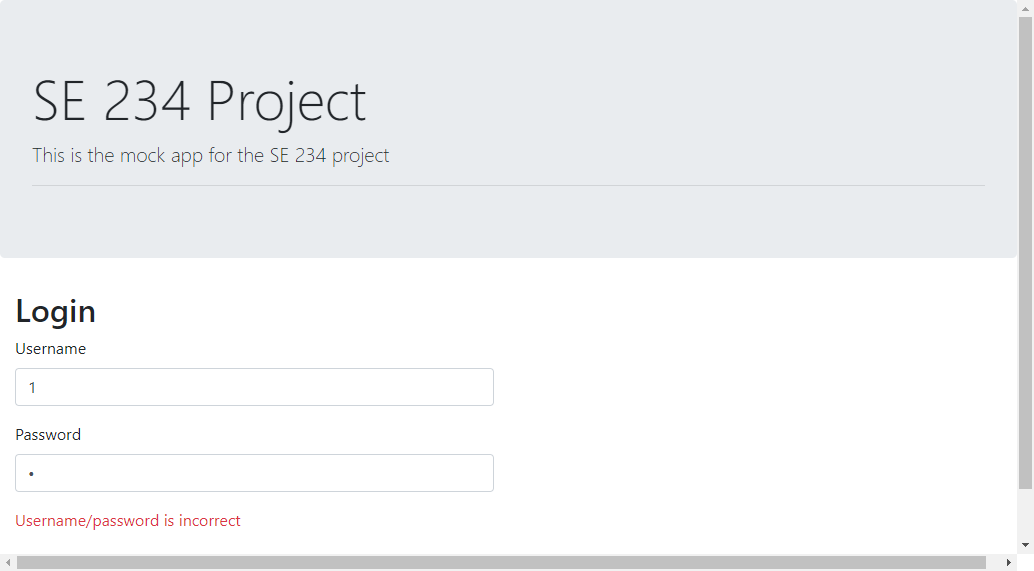 SE 234 Project
This is the mock app for the SE 234 project
Login
Username
1
Password
•
Username/password is incorrect